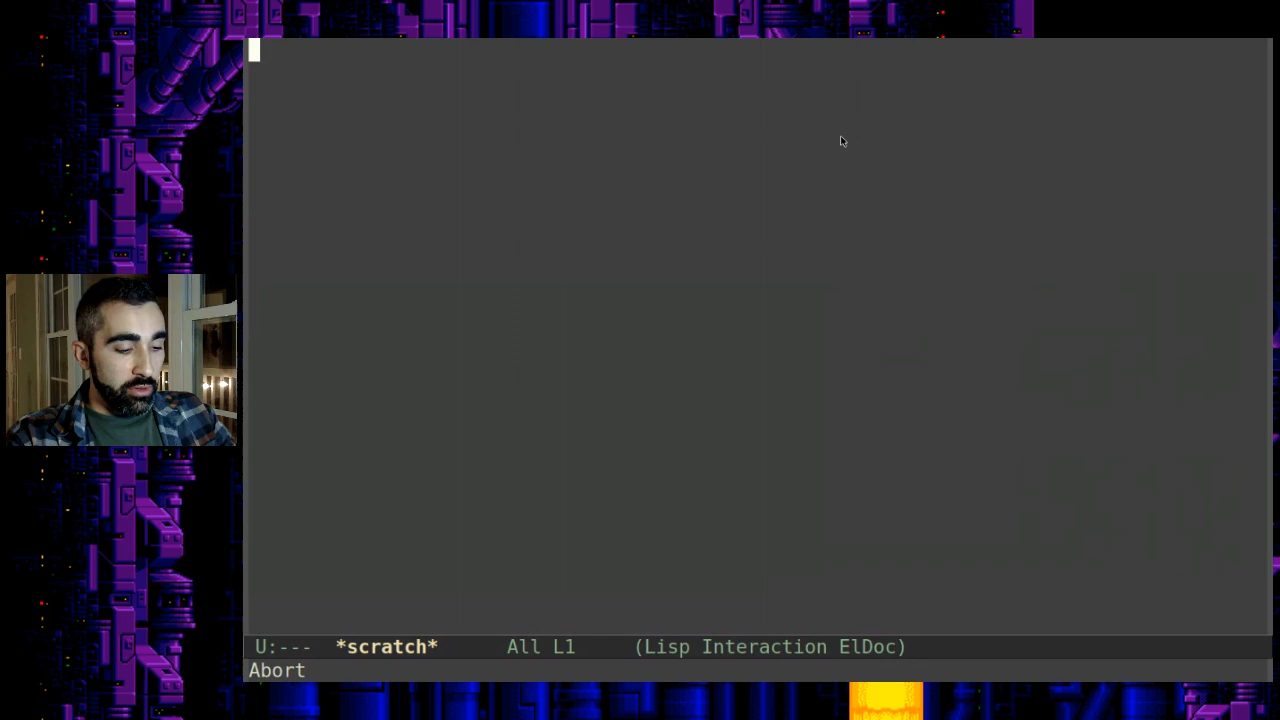 U:--- *scratch* All L1 (Lisp Interaction ElDoc)
Abort